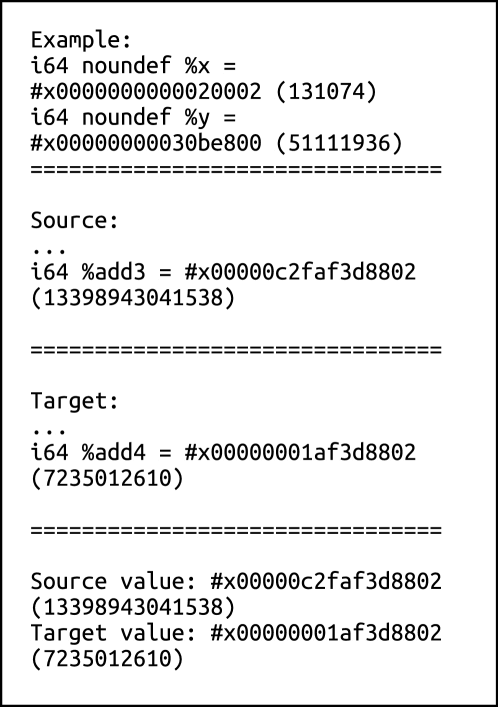 Example:
i64 noundef %x =
#x0000000000020002 (131074)
i64 noundef %y =
#x00000000030be800 (51111936)
================================
Source:
...
i64 %add3 = #x00000c2faf3d8802
(13398943041538)
================================
Target:
...
i64 %add4 = #x00000001af3d8802
(7235012610)
================================
Source value: #x00000c2faf3d8802
(13398943041538)
Target value: #x00000001af3d8802
(7235012610)